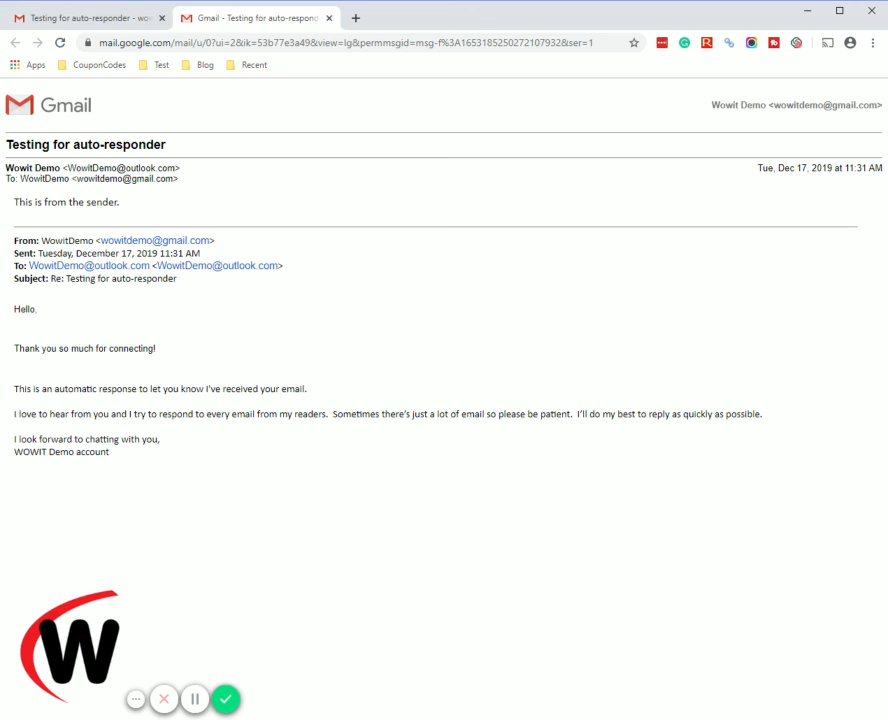 Testing for auto-responder - wow
Gmail - Testing for auto-respond
mail.google.com/mail/u/0?ui=2&ik=53b77e3a49&view=lg&permmsgid=msg-f%3A1653185250272107932&ser=1
Apps
CouponCodes
Test
Blog
Recent
Gmail
Wowit Demo <wowitdemo@gmail.com>
Testing for auto-responder
Wowit Demo <WowitDemo@outlook.com>
Tue, Dec 17, 2019 at 11:31 AM
To: WowitDemo <wowitdemo@gmail.com>
This is from the sender.
From: WowitDemo <wowitdemo@gmail.com>
Sent: Tuesday, December 17, 2019 11:31 AM
To: WowitDemo@outlook.com <WowitDemo@outlook.com>
Subject: Re: Testing for auto-responder
Hello,
Thank you so much for connecting!
This is an automatic response to let you know I've received your email.
I love to hear from you and I try to respond to every email from my readers.  Sometimes there's just a lot of email so please be patient.  I'll do my best to reply as quickly as possible.
I look forward to chatting with you,
WOWIT Demo account
W